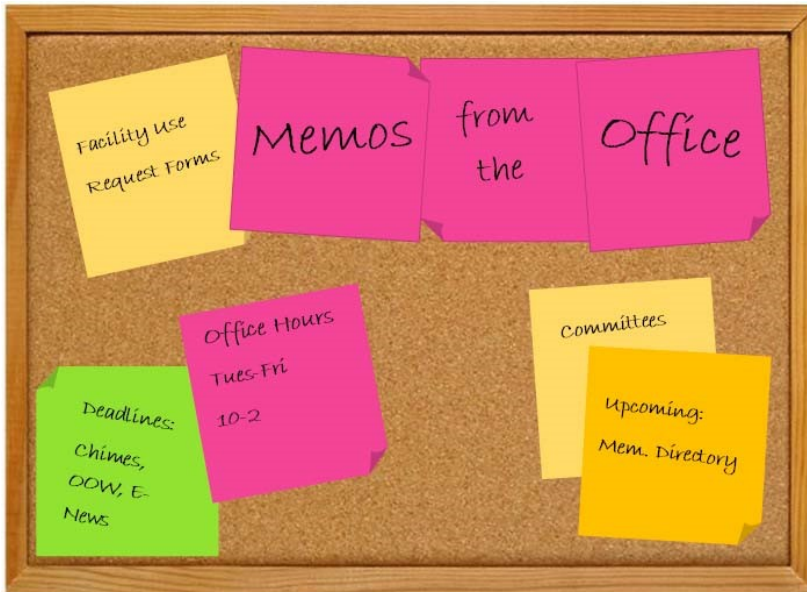 Facility Use
Request Forms
Memos
from
the
Office
Office Hours
Tues-Fri
10-2
Deadlines:
Chimes,
OOW, E-
News
Committees
Upcoming:
Mem. Directory